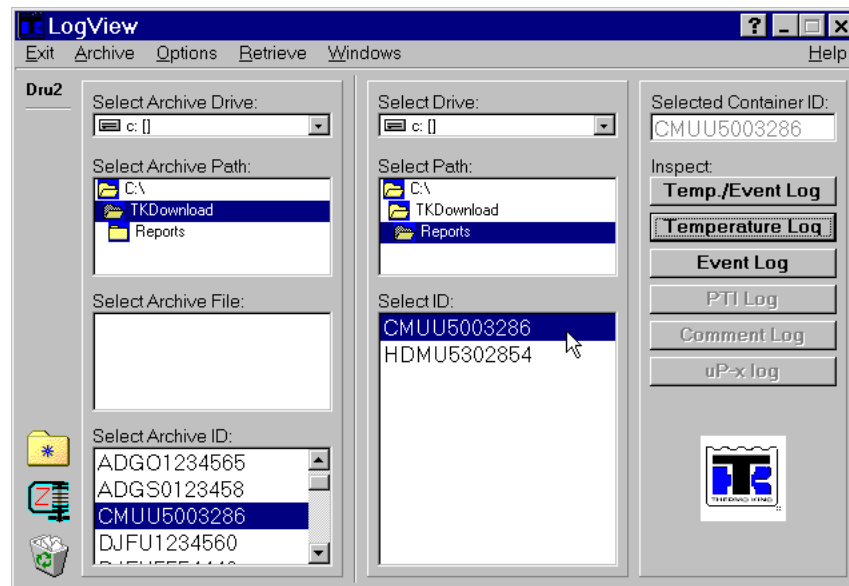 LogView
Exit Archive Options Retrieve Windows Help
Dru2
Select Archive Drive:
c: []
Select Archive Path:
C:\
TKDownload
Reports
Select Archive File:
Select Archive ID:
ADGO1234565
ADGS0123458
CMUU5003286
DJFU1234560
Select Drive:
c: []
Select Path:
C:\
TKDownload
Reports
Select ID:
CMUU5003286
HDMU5302854
Selected Container ID:
CMUU5003286
Inspect:
Temp./Event Log
Temperature Log
Event Log
PTI Log
Comment Log
uP-x log
THERMO KING